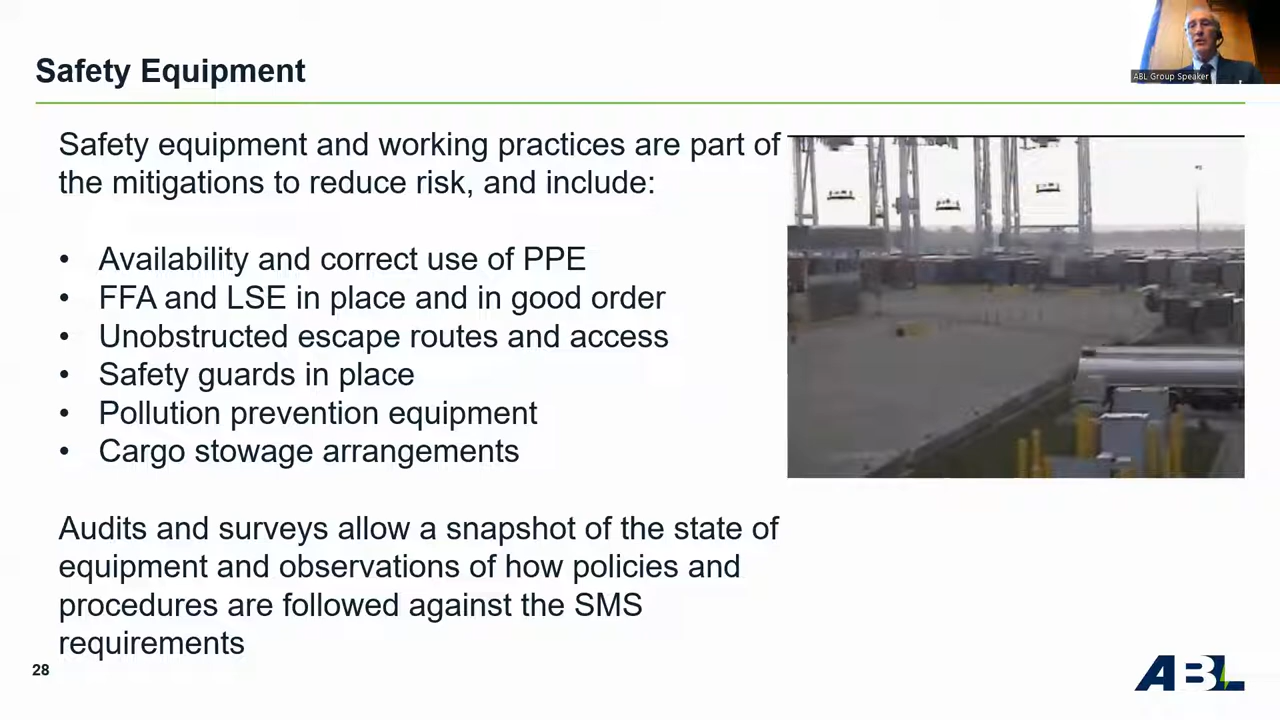 Safety Equipment
ABL Group Speaker
Safety equipment and working practices are part of
the mitigations to reduce risk, and include:
• Availability and correct use of PPE
• FFA and LSE in place and in good order
• Unobstructed escape routes and access
• Safety guards in place
• Pollution prevention equipment
• Cargo stowage arrangements
Audits and surveys allow a snapshot of the state of
equipment and observations of how policies and
procedures are followed against the SMS
requirements
28
ABL